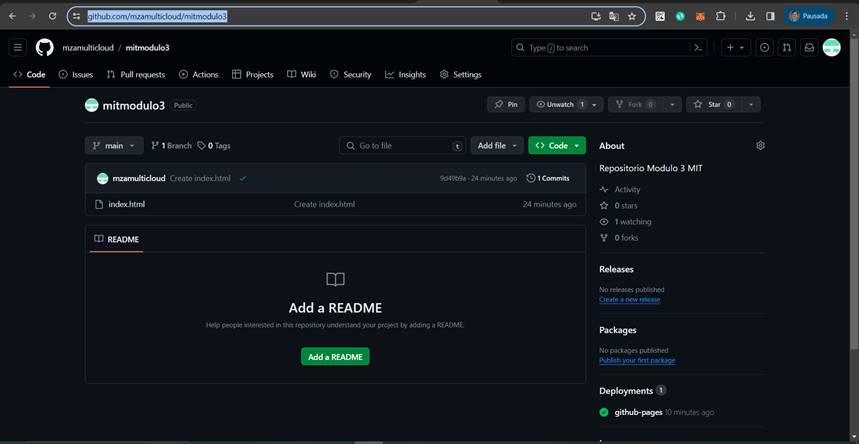 github.com/mzamulticloud/mitmodulo3
Pausada
mzamulticloud / mitmodulo3
Type / to search
Code Issues Pull requests Actions Projects Wiki Security Insights Settings
mitmodulo3 Public
Pin Unwatch 1 Fork 0 Star 0
main 1 Branch 0 Tags Go to file t Add file Code
mzamulticloud Create index.html 9d49b9a · 24 minutes ago 1 Commits
index.html Create index.html 24 minutes ago
README
Add a README
Help people interested in this repository understand your project by adding a README.
Add a README
About
Repositorio Modulo 3 MIT
Activity
0 stars
1 watching
0 forks
Releases
No releases published
Create a new release
Packages
No packages published
Publish your first package
Deployments 1
github-pages 10 minutes ago